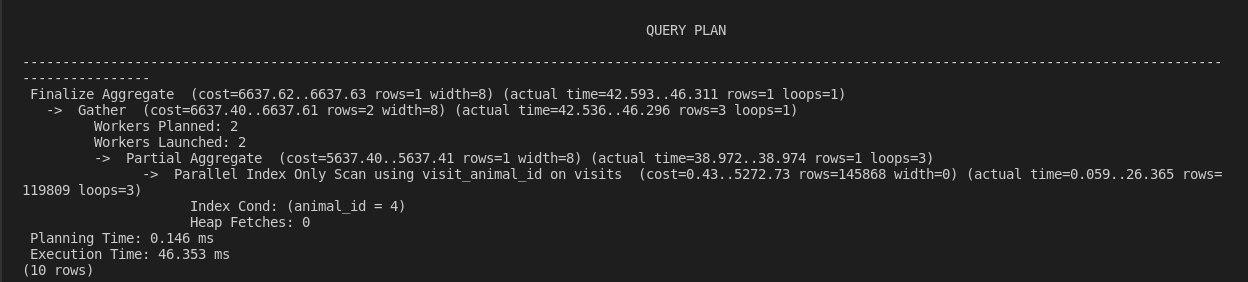 QUERY PLAN
------------------------------------------------------------------------------------------------------------------------------------------------------
----------------
Finalize Aggregate  (cost=6637.62..6637.63 rows=1 width=8) (actual time=42.593..46.311 rows=1 loops=1)
->  Gather  (cost=6637.40..6637.61 rows=2 width=8) (actual time=42.536..46.296 rows=3 loops=1)
Workers Planned: 2
Workers Launched: 2
->  Partial Aggregate  (cost=5637.40..5637.41 rows=1 width=8) (actual time=38.972..38.974 rows=1 loops=3)
->  Parallel Index Only Scan using visit_animal_id on visits  (cost=0.43..5272.73 rows=145868 width=0) (actual time=0.059..26.365 rows=
119809 loops=3)
Index Cond: (animal_id = 4)
Heap Fetches: 0
Planning Time: 0.146 ms
Execution Time: 46.353 ms
(10 rows)